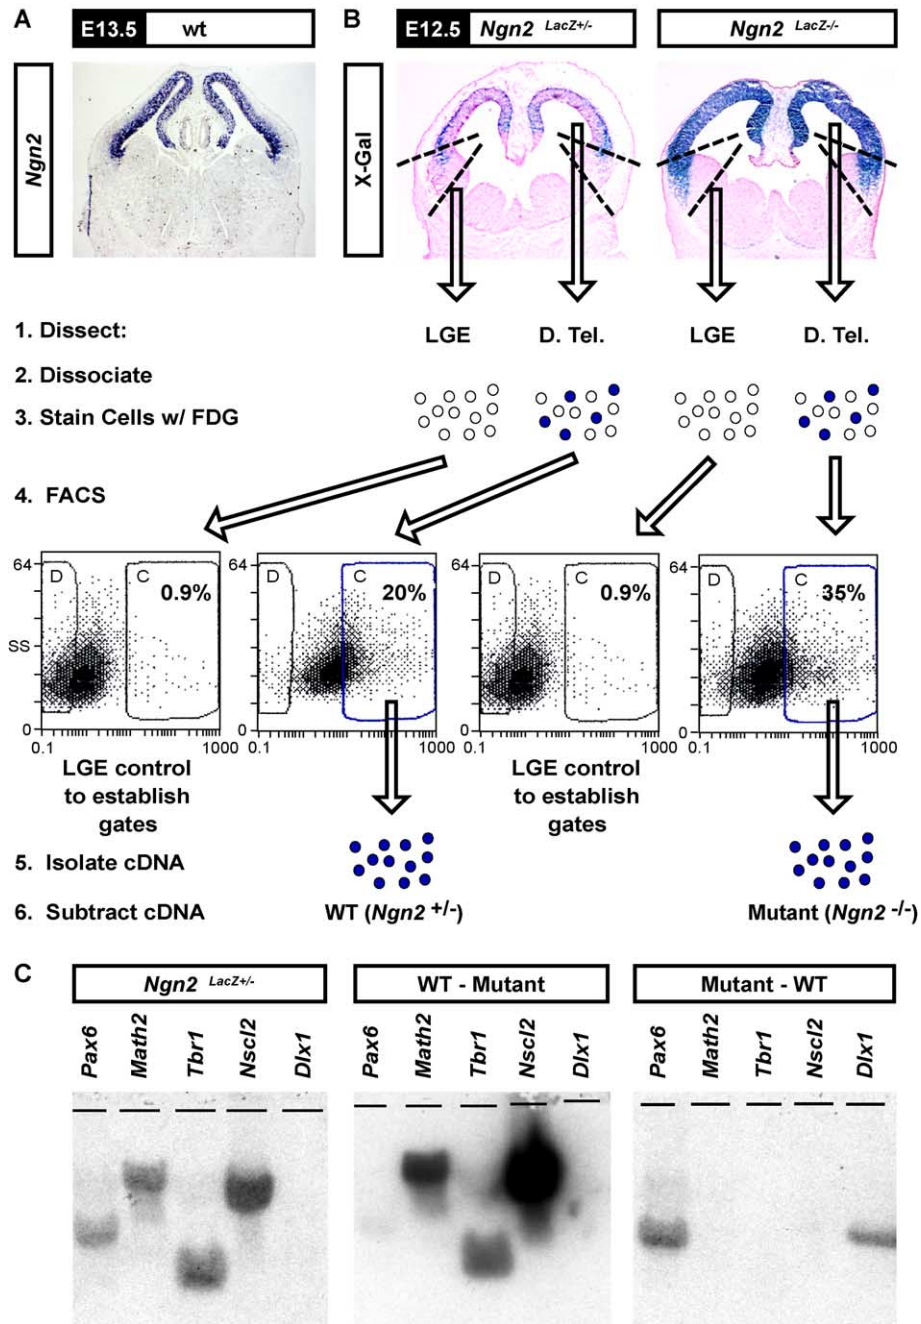 A
E13.5 wt
Ngn2
B
E12.5 Ngn2 LacZ+/-
Ngn2 LacZ-/-
X-Gal
1. Dissect:
LGE D. Tel. LGE D. Tel.
2. Dissociate
3. Stain Cells w/ FDG
4. FACS
64 D C 0.9%
SS
0
0.1 1000
64 D C 20%
0
0.1 1000
64 D C 0.9%
0
0.1 1000
64 D C 35%
0
0.1 1000
LGE control
to establish
gates
LGE control
to establish
gates
5. Isolate cDNA
6. Subtract cDNA
WT (Ngn2 +/-)
Mutant (Ngn2 -/-)
C
Ngn2 LacZ+/-
Pax6 Math2 Tbr1 Nscl2 Dlx1
WT - Mutant
Pax6 Math2 Tbr1 Nscl2 Dlx1
Mutant - WT
Pax6 Math2 Tbr1 Nscl2 Dlx1